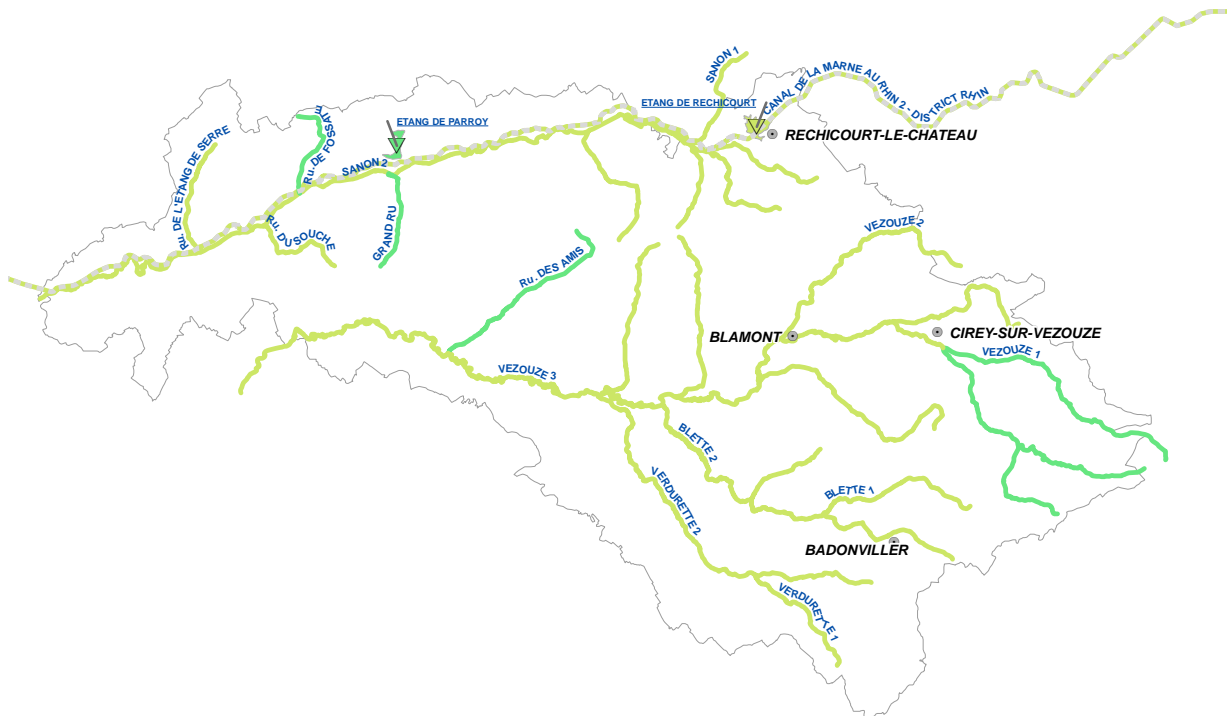 SANON 1
CANAL DE LA MARNE AU RHIN 2 - DISTRICT RHIN
ETANG DE RECHICOURT
RECHICOURT-LE-CHATEAU
ETANG DE PARROY
Ru. DE FOSSATE
Ru. DE L'ETANG DE SERRE
SANON 2
GRAND RU
Ru. DU SOUCHE
Ru. DES AMIS
VEZOUZE 2
BLAMONT
CIREY-SUR-VEZOUZE
VEZOUZE 1
VEZOUZE 3
BLETTE 2
BLETTE 1
VERDURETTE 2
BADONVILLER
VERDURETTE 1